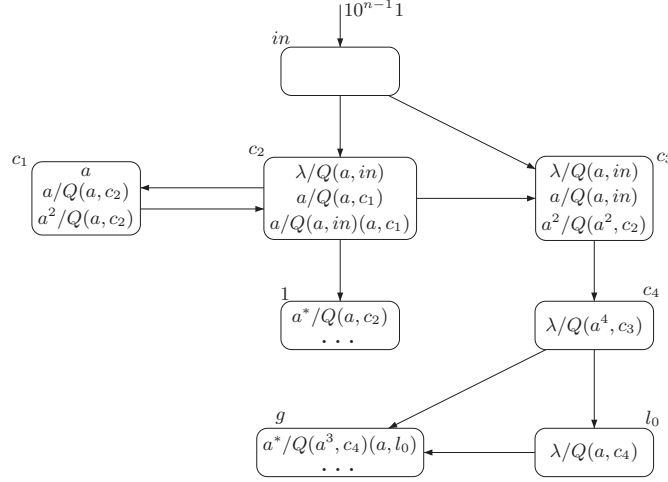 10^{n-1}1
in
c_1
a
a/Q(a, c_2)
a^2/Q(a, c_2)
c_2
λ/Q(a, in)
a/Q(a, c_1)
a/Q(a, in)(a, c_1)
λ/Q(a, in)
a/Q(a, in)
a^2/Q(a^2, c_2)
1
a^*/Q(a, c_2)
. . .
c_4
λ/Q(a^4, c_3)
g
a^*/Q(a^3, c_4)(a, l_0)
. . .
l_0
λ/Q(a, c_4)